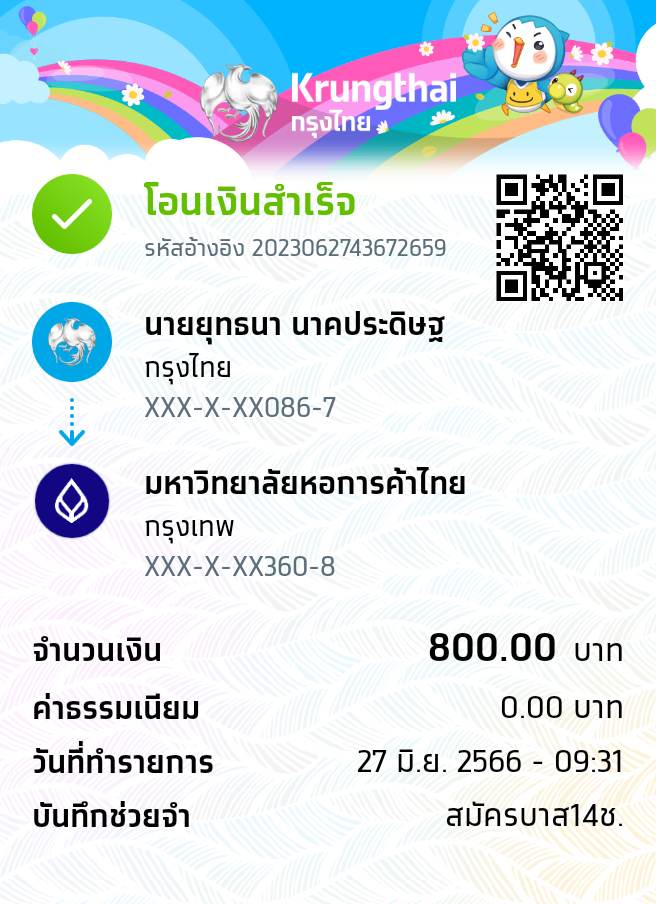 Krungthai
กรุงไทย
โอนเงินสำเร็จ
รหัสอ้างอิง 2023062743672659
นายยุทธนา นาคประดิษฐ
กรุงไทย
XXX-X-XX086-7
มหาวิทยาลัยหอการค้าไทย
กรุงเทพ
XXX-X-XX360-8
จำนวนเงิน 800.00 บาท
ค่าธรรมเนียม 0.00 บาท
วันที่ทำรายการ 27 มิ.ย. 2566 - 09:31
บันทึกช่วยจำ สมัครบาส14ช.